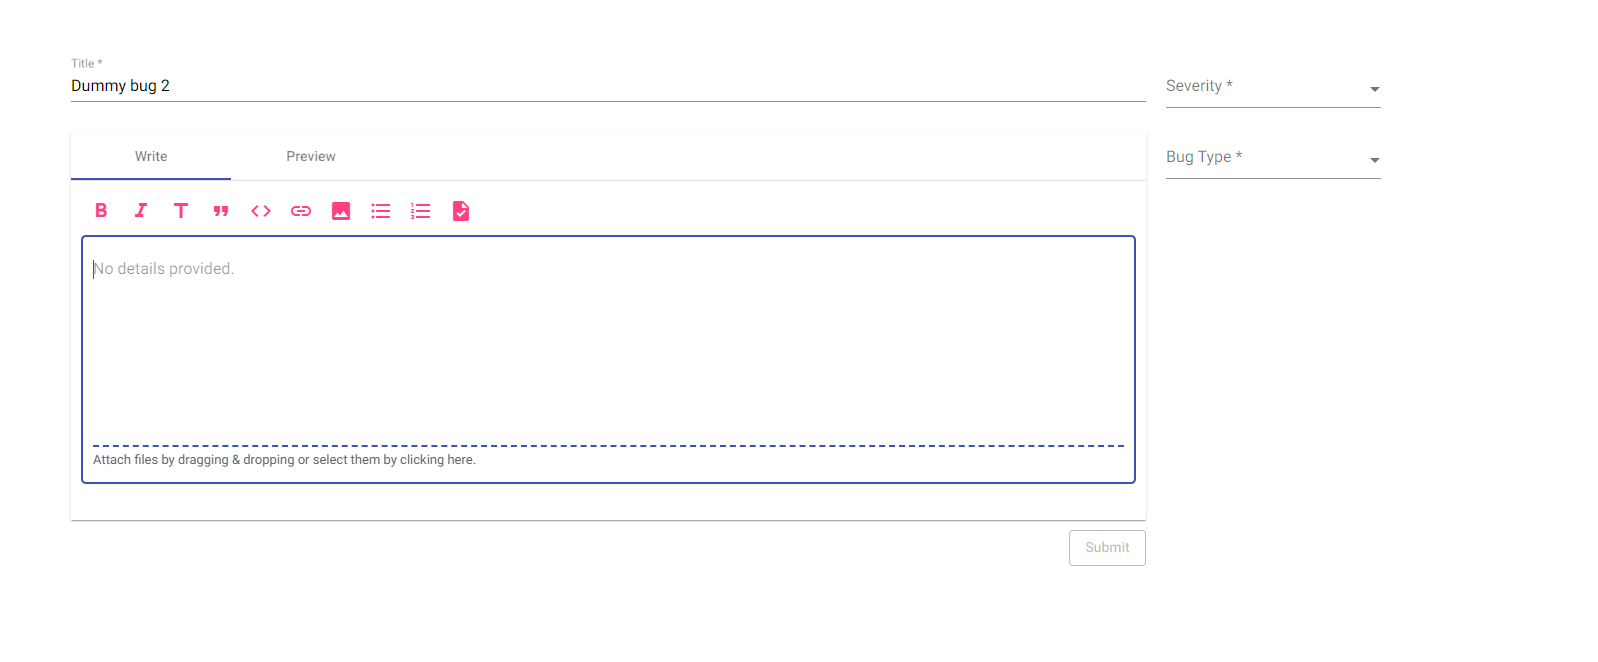 Title *
Dummy bug 2
Severity *
Write Preview
Bug Type *
No details provided.
Attach files by dragging & dropping or select them by clicking here.
Submit